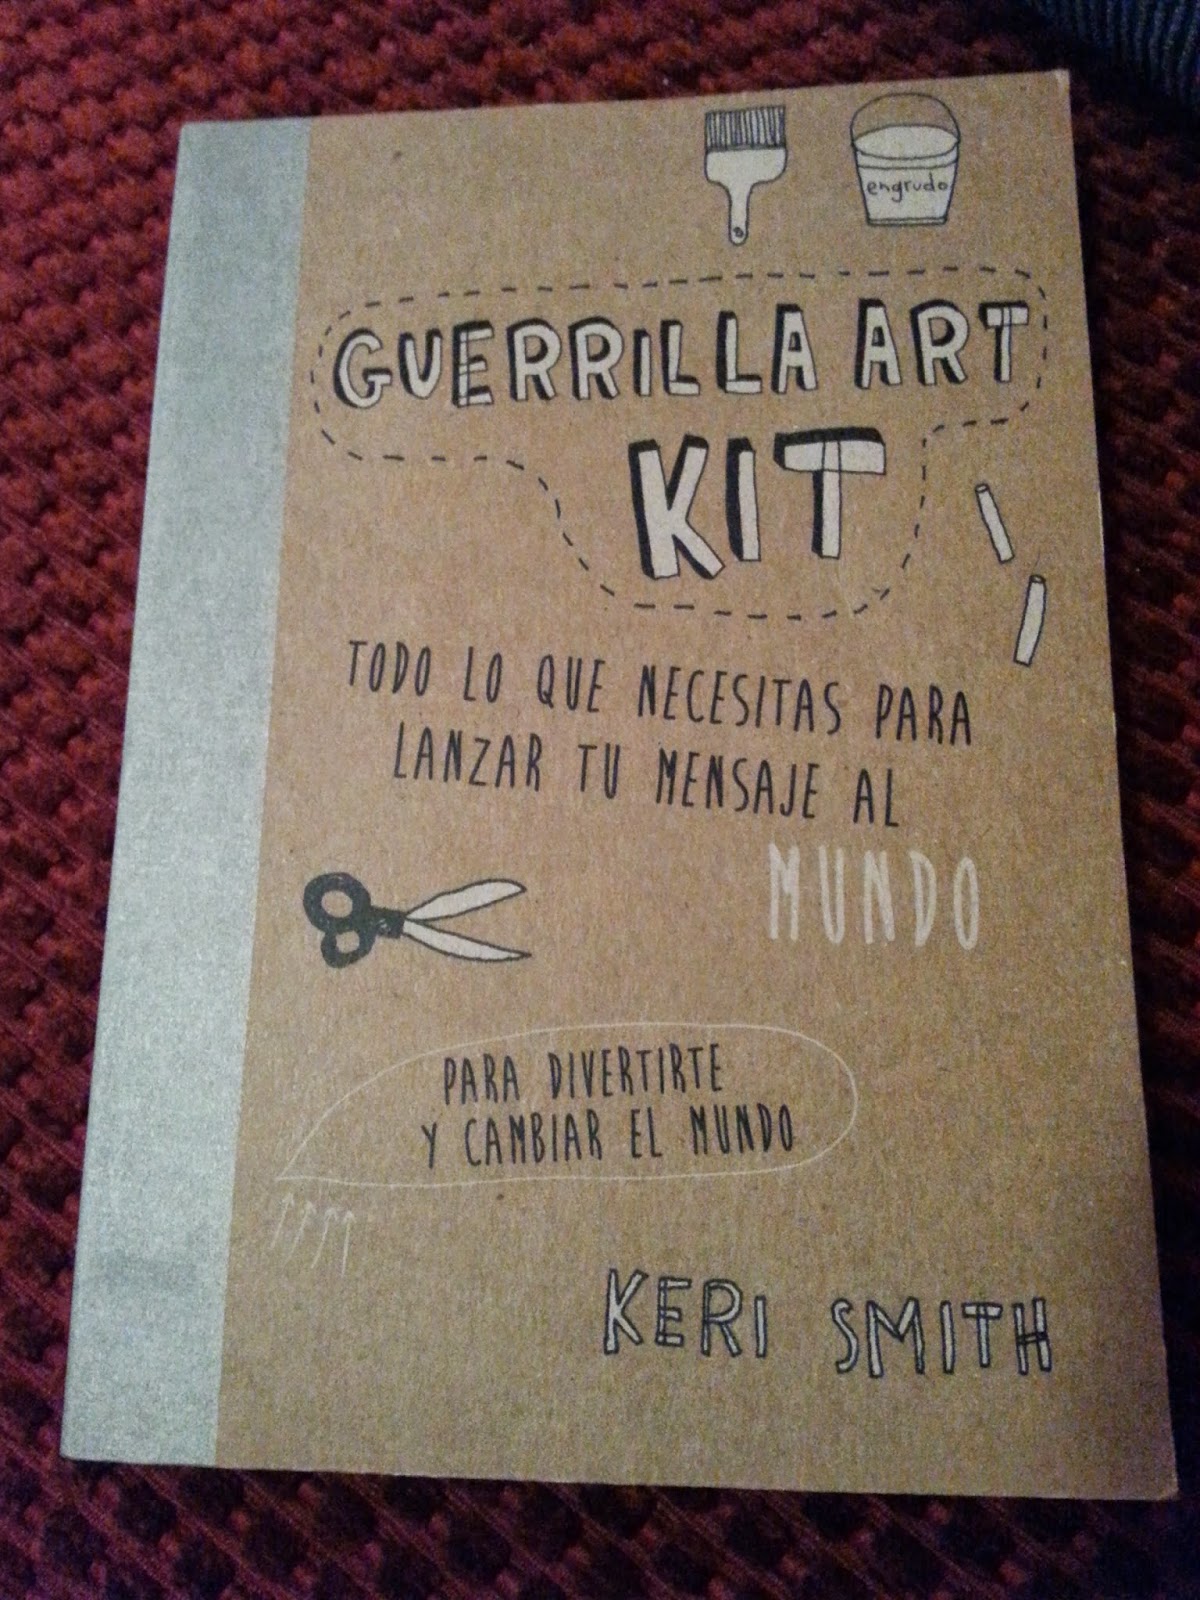 engrudo
GUERRILLA ART
KIT
TODO LO QUE NECESITAS PARA
LANZAR TU MENSAJE AL
MUNDO
PARA DIVERTIRTE
Y CAMBIAR EL MUNDO
KERI SMITH